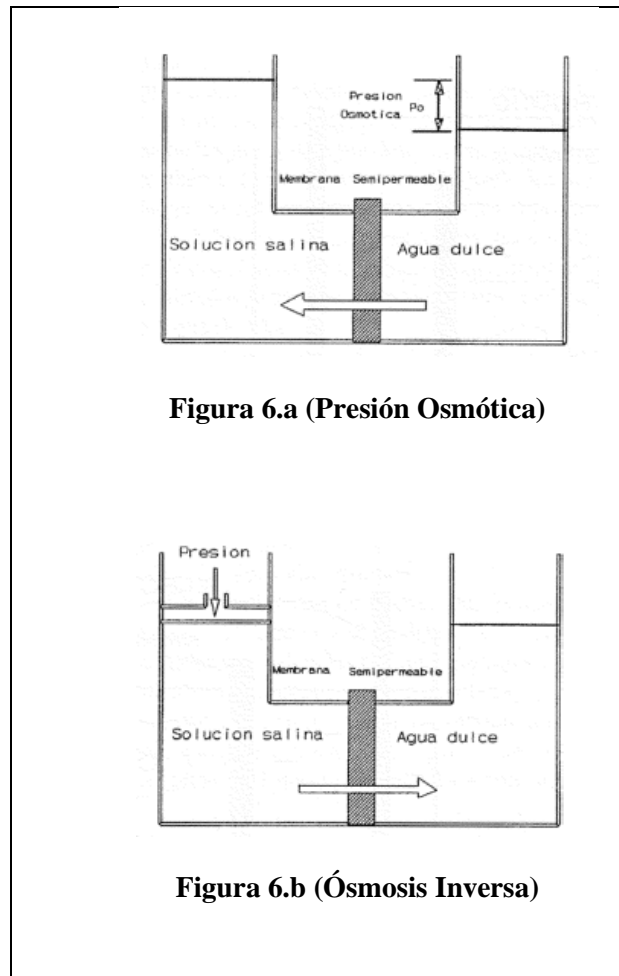 Presion
Osmotica Po
Membrana Semipermeable
Solucion salina
Agua dulce
Figura 6.a (Presión Osmótica)
Presion
Membrana Semipermeable
Solucion salina
Agua dulce
Figura 6.b (Ósmosis Inversa)